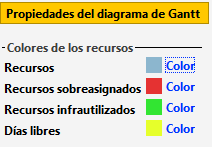 Propiedades del diagrama de Gantt
Colores de los recursos
Recursos Color
Recursos sobreasignados Color
Recursos infrautilizados Color
Días libres Color